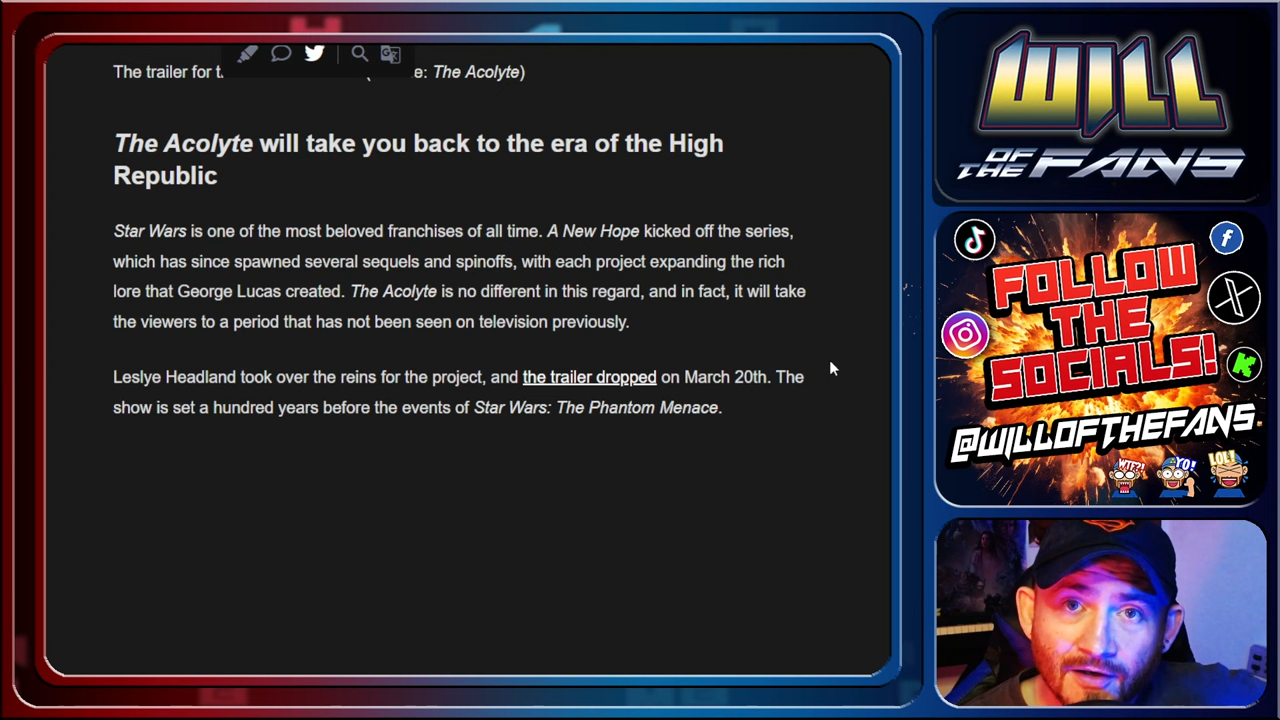 The trailer for t e: The Acolyte)
The Acolyte will take you back to the era of the High
Republic
Star Wars is one of the most beloved franchises of all time. A New Hope kicked off the series,
which has since spawned several sequels and spinoffs, with each project expanding the rich
lore that George Lucas created. The Acolyte is no different in this regard, and in fact, it will take
the viewers to a period that has not been seen on television previously.
Leslye Headland took over the reins for the project, and the trailer dropped on March 20th. The
show is set a hundred years before the events of Star Wars: The Phantom Menace.
WILL
OF THE FANS
FOLLOW
THE
SOCIALS!
@WILLOFTHEFANS
WTF?!
YO!
LOL!